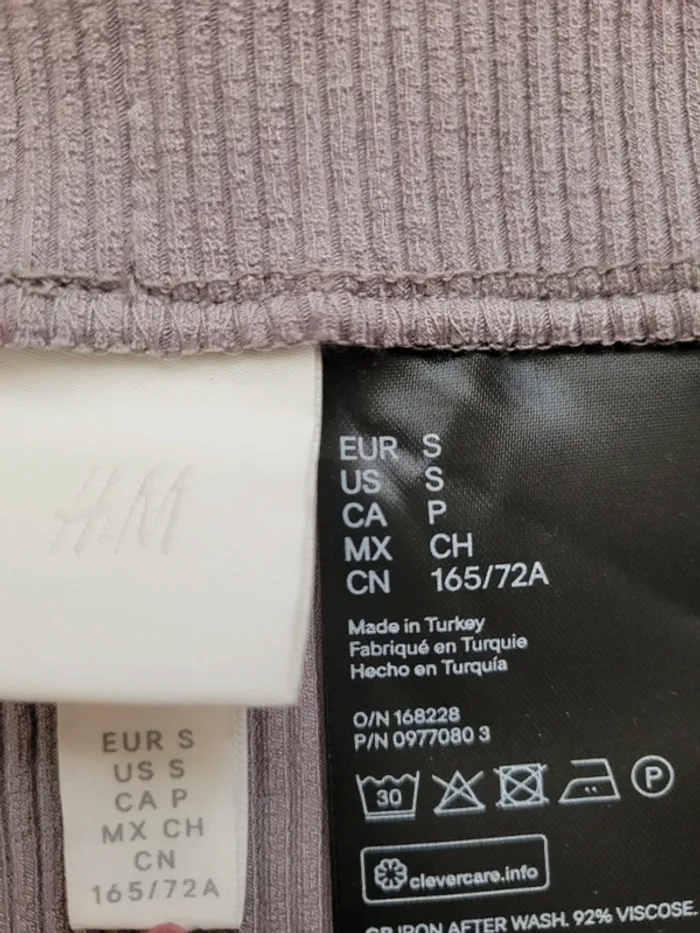 H&M
EUR S
US S
CA P
MX CH
CN
165/72A
EUR S
US S
CA P
MX CH
CN 165/72A
Made in Turkey
Fabriqué en Turquie
Hecho en Turquía
O/N 168228
P/N 0977080 3
30
P
clevercare.info
GB IRON AFTER WASH. 92% VISCOSE.